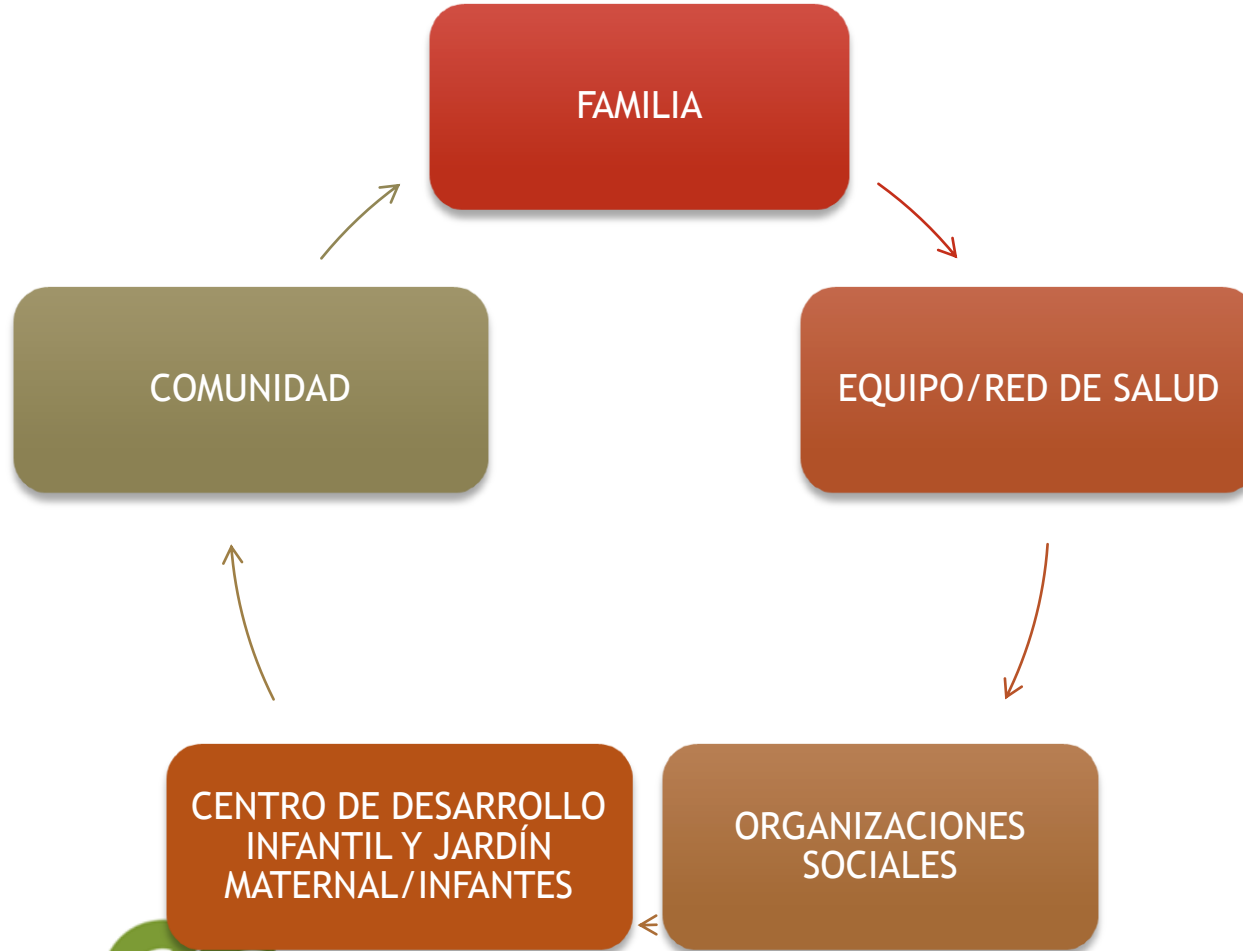 FAMILIA
EQUIPO/RED DE SALUD
ORGANIZACIONES
SOCIALES
CENTRO DE DESARROLLO
INFANTIL Y JARDÍN
MATERNAL/INFANTES
COMUNIDAD